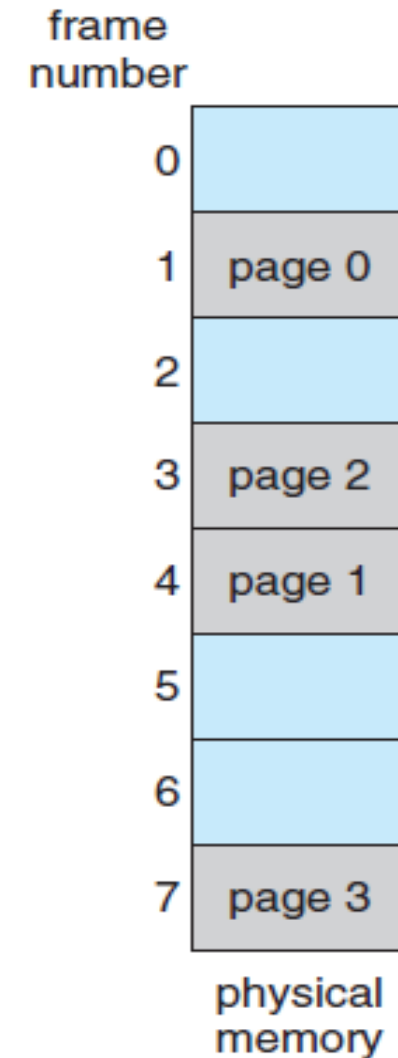 frame
number
0
1 page 0
2
3 page 2
4 page 1
5
6
7 page 3
physical
memory